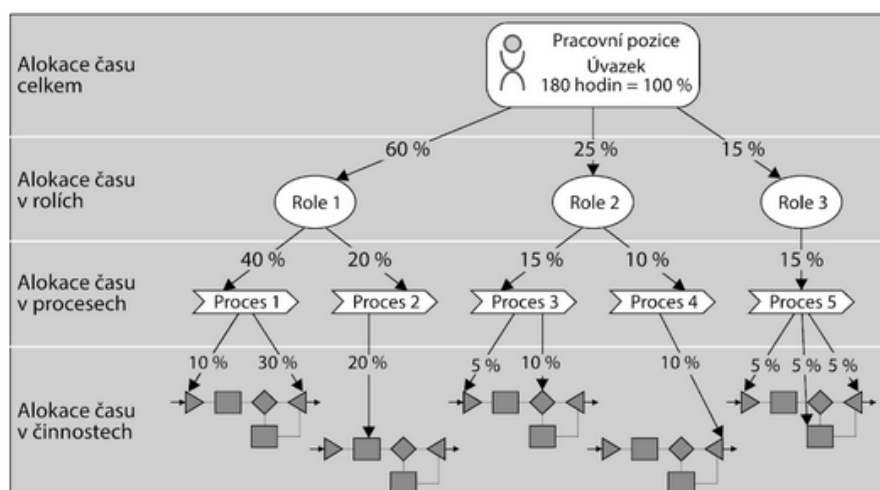 Pracovní pozice
Úvazek
180 hodin = 100 %
Alokace času
celkem
60 %
25 %
15 %
Alokace času
v rolích
Role 1
Role 2
Role 3
40 %
20 %
15 %
10 %
15 %
Alokace času
v procesech
Proces 1
Proces 2
Proces 3
Proces 4
Proces 5
10 %
30 %
20 %
5 %
10 %
10 %
5 %
5 %
5 %
Alokace času
v činnostech